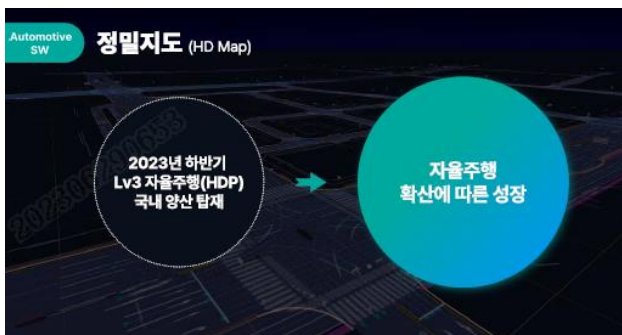 Automotive
SW
정밀지도 (HD Map)
2023년 하반기
Lv3 자율주행(HDP)
국내 양산 탑재
자율주행
확산에 따른 성장